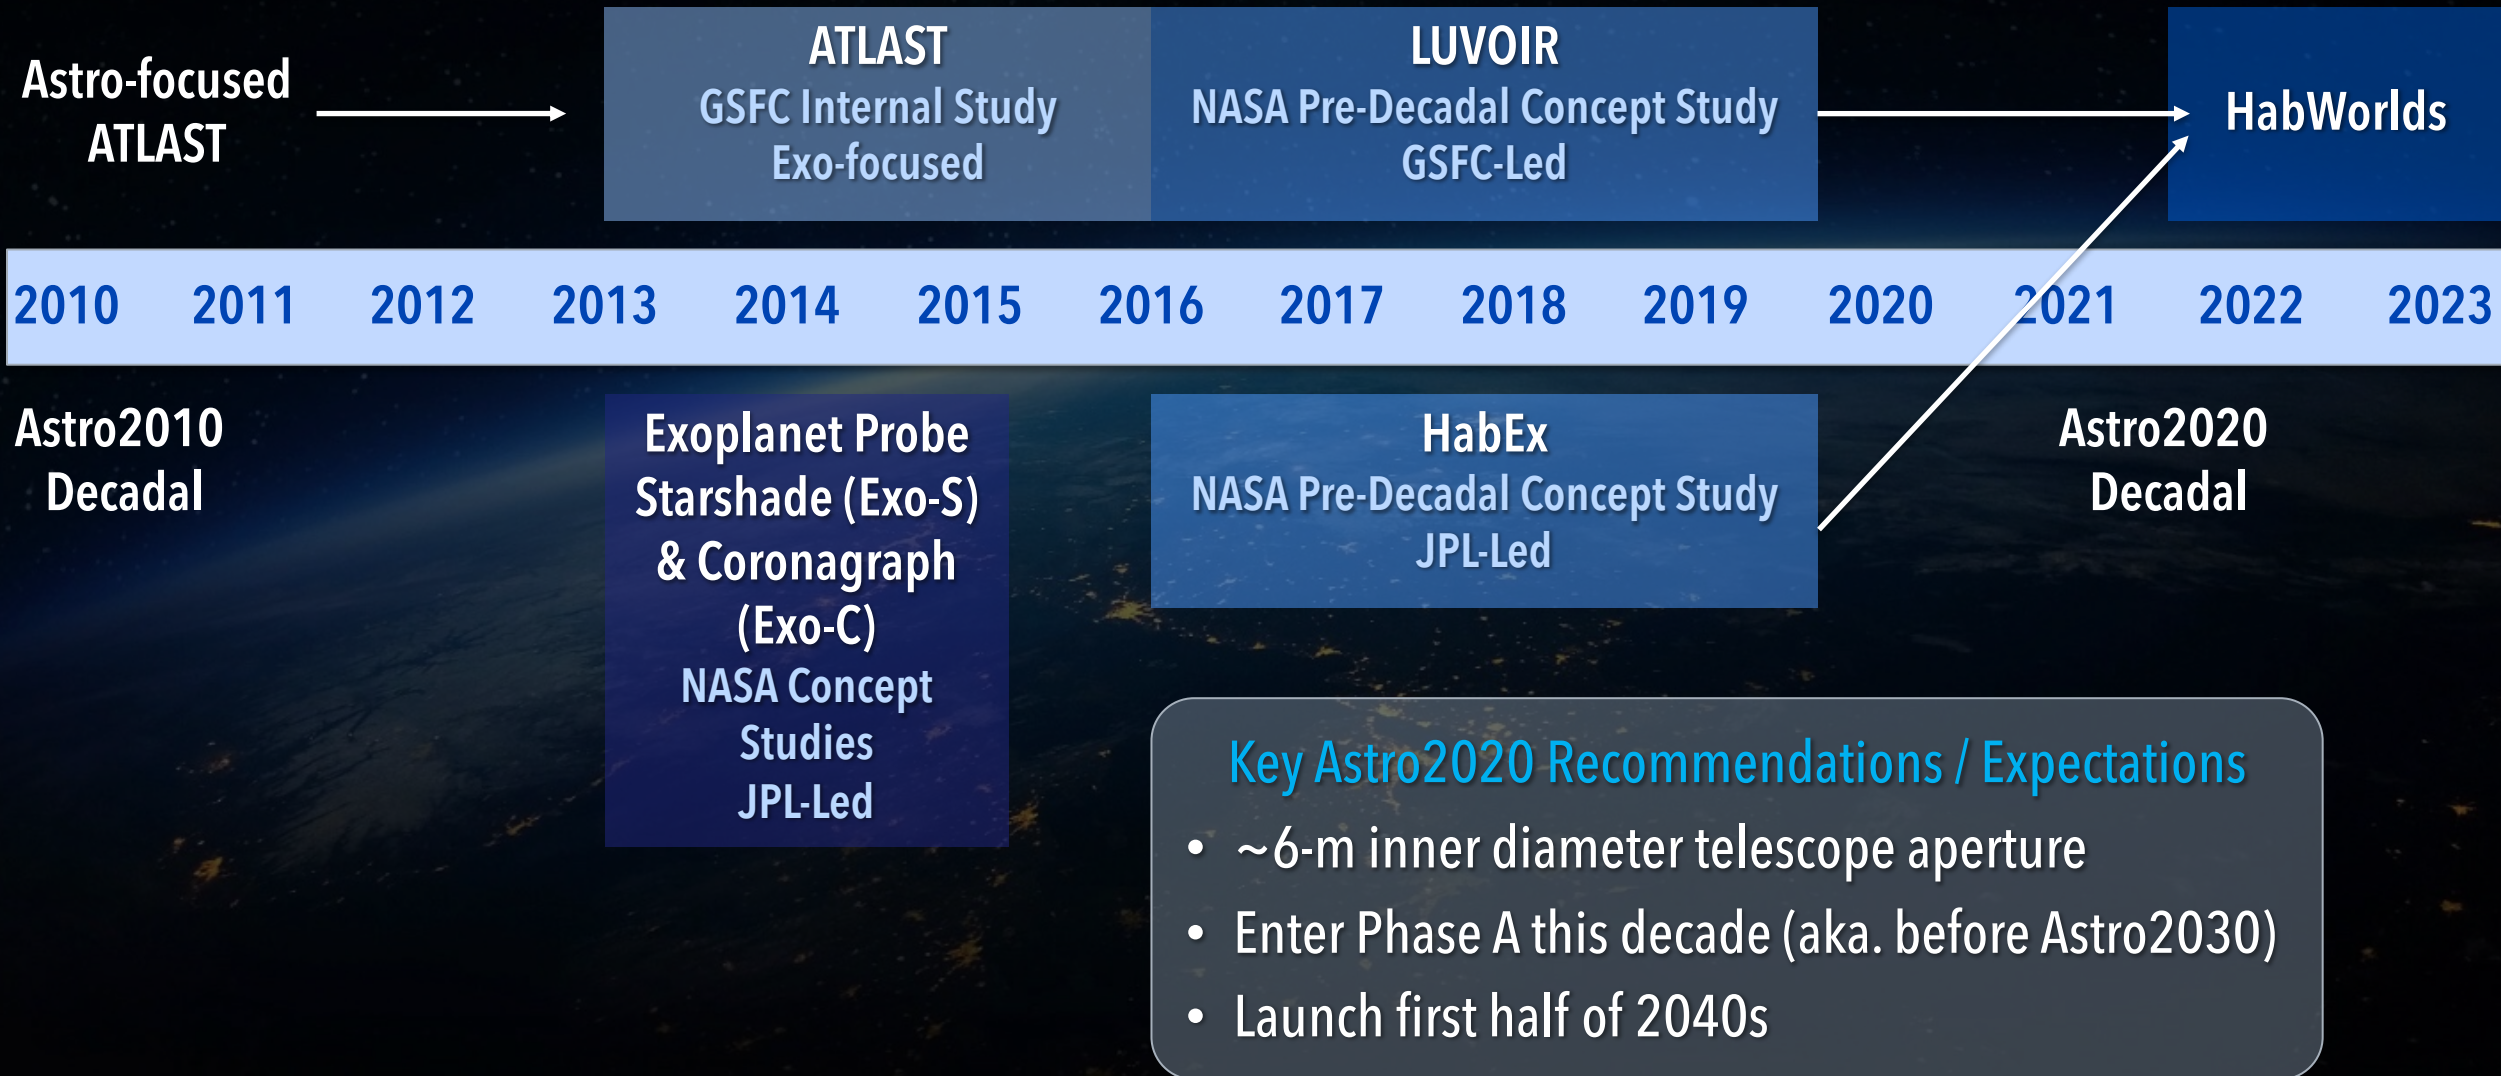 Astro-focused
ATLAST
ATLAST
GSFC Internal Study
Exo-focused
LUVOIR
NASA Pre-Decadal Concept Study
GSFC-Led
HabWorlds
2010 2011 2012 2013 2014 2015 2016 2017 2018 2019 2020 2021 2022 2023
Astro2010
Decadal
Exoplanet Probe
Starshade (Exo-S)
& Coronagraph
(Exo-C)
NASA Concept
Studies
JPL-Led
HabEx
NASA Pre-Decadal Concept Study
JPL-Led
Astro2020
Decadal
Key Astro2020 Recommendations / Expectations
• ~6-m inner diameter telescope aperture
• Enter Phase A this decade (aka. before Astro2030)
• Launch first half of 2040s